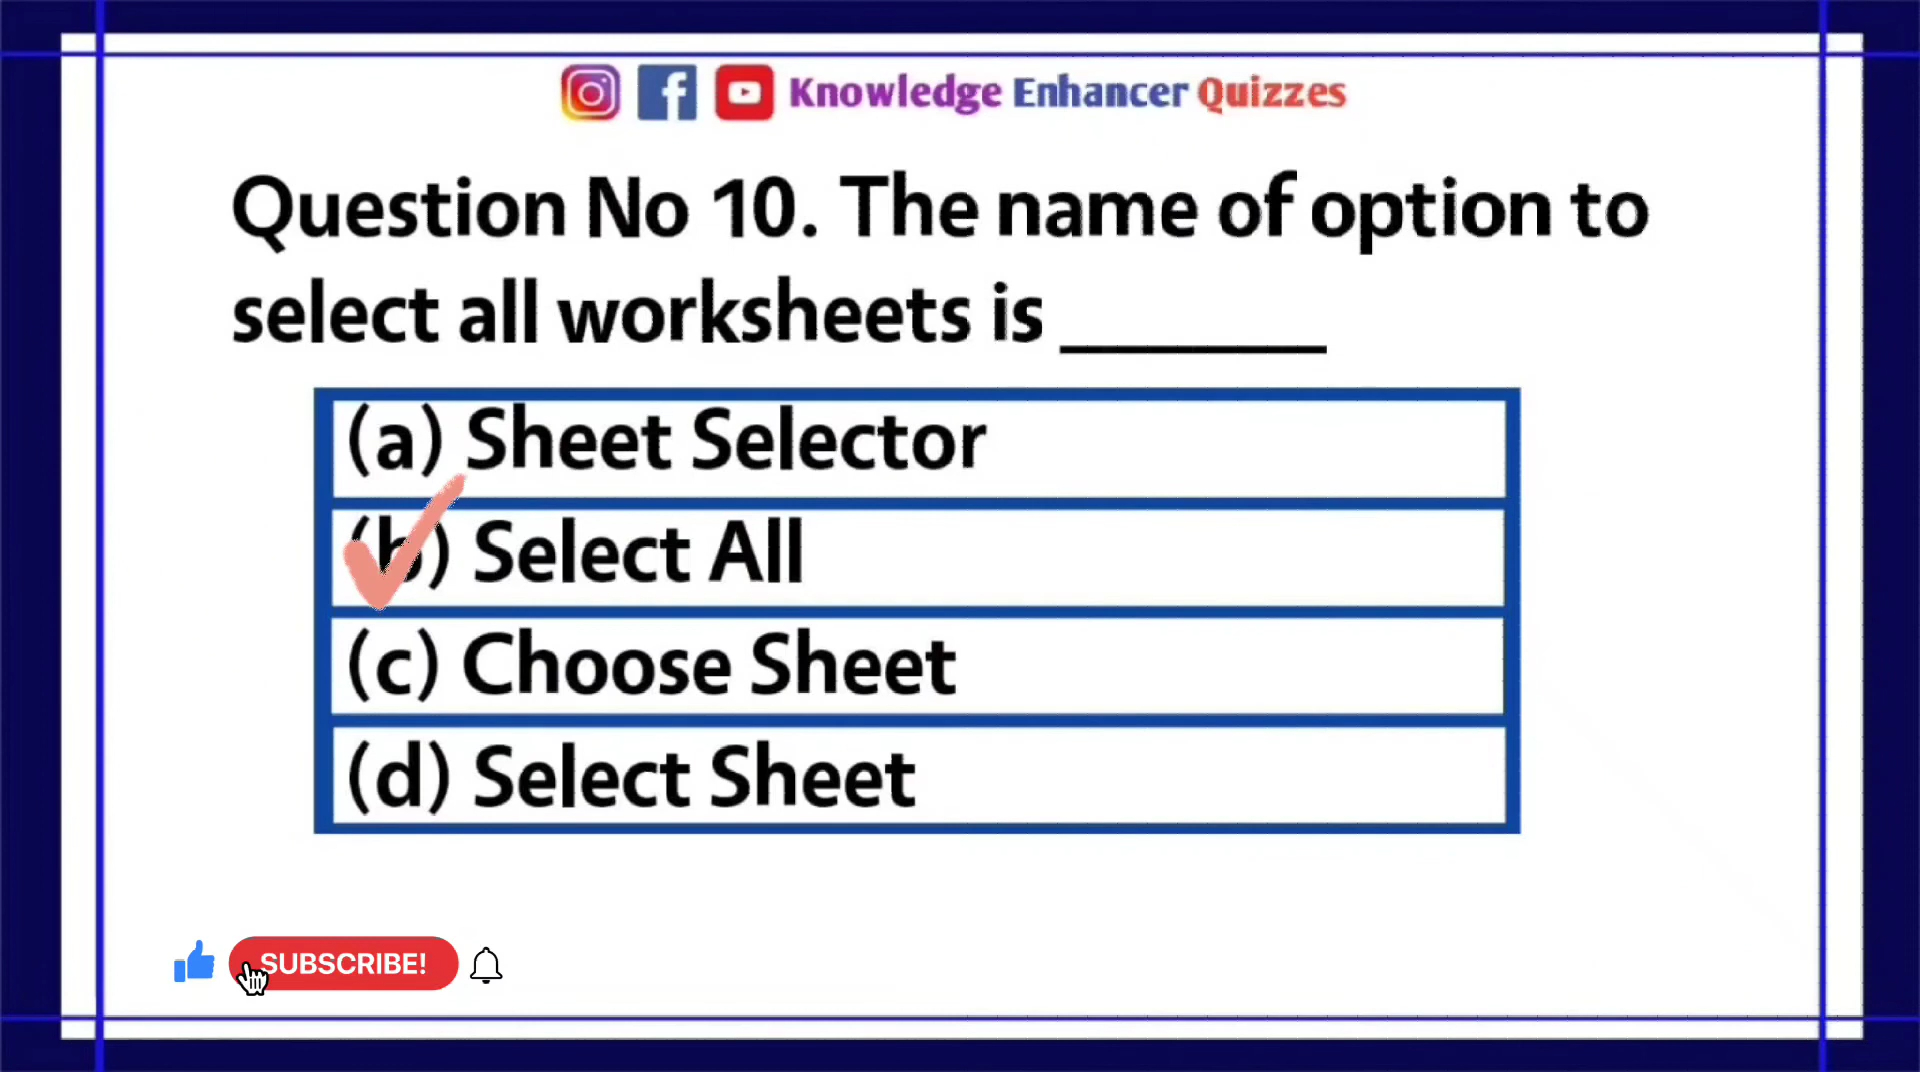 Knowledge Enhancer Quizzes
Question No 10. The name of option to
select all worksheets is ________
(a) Sheet Selector
(b) Select All
(c) Choose Sheet
(d) Select Sheet
SUBSCRIBE!